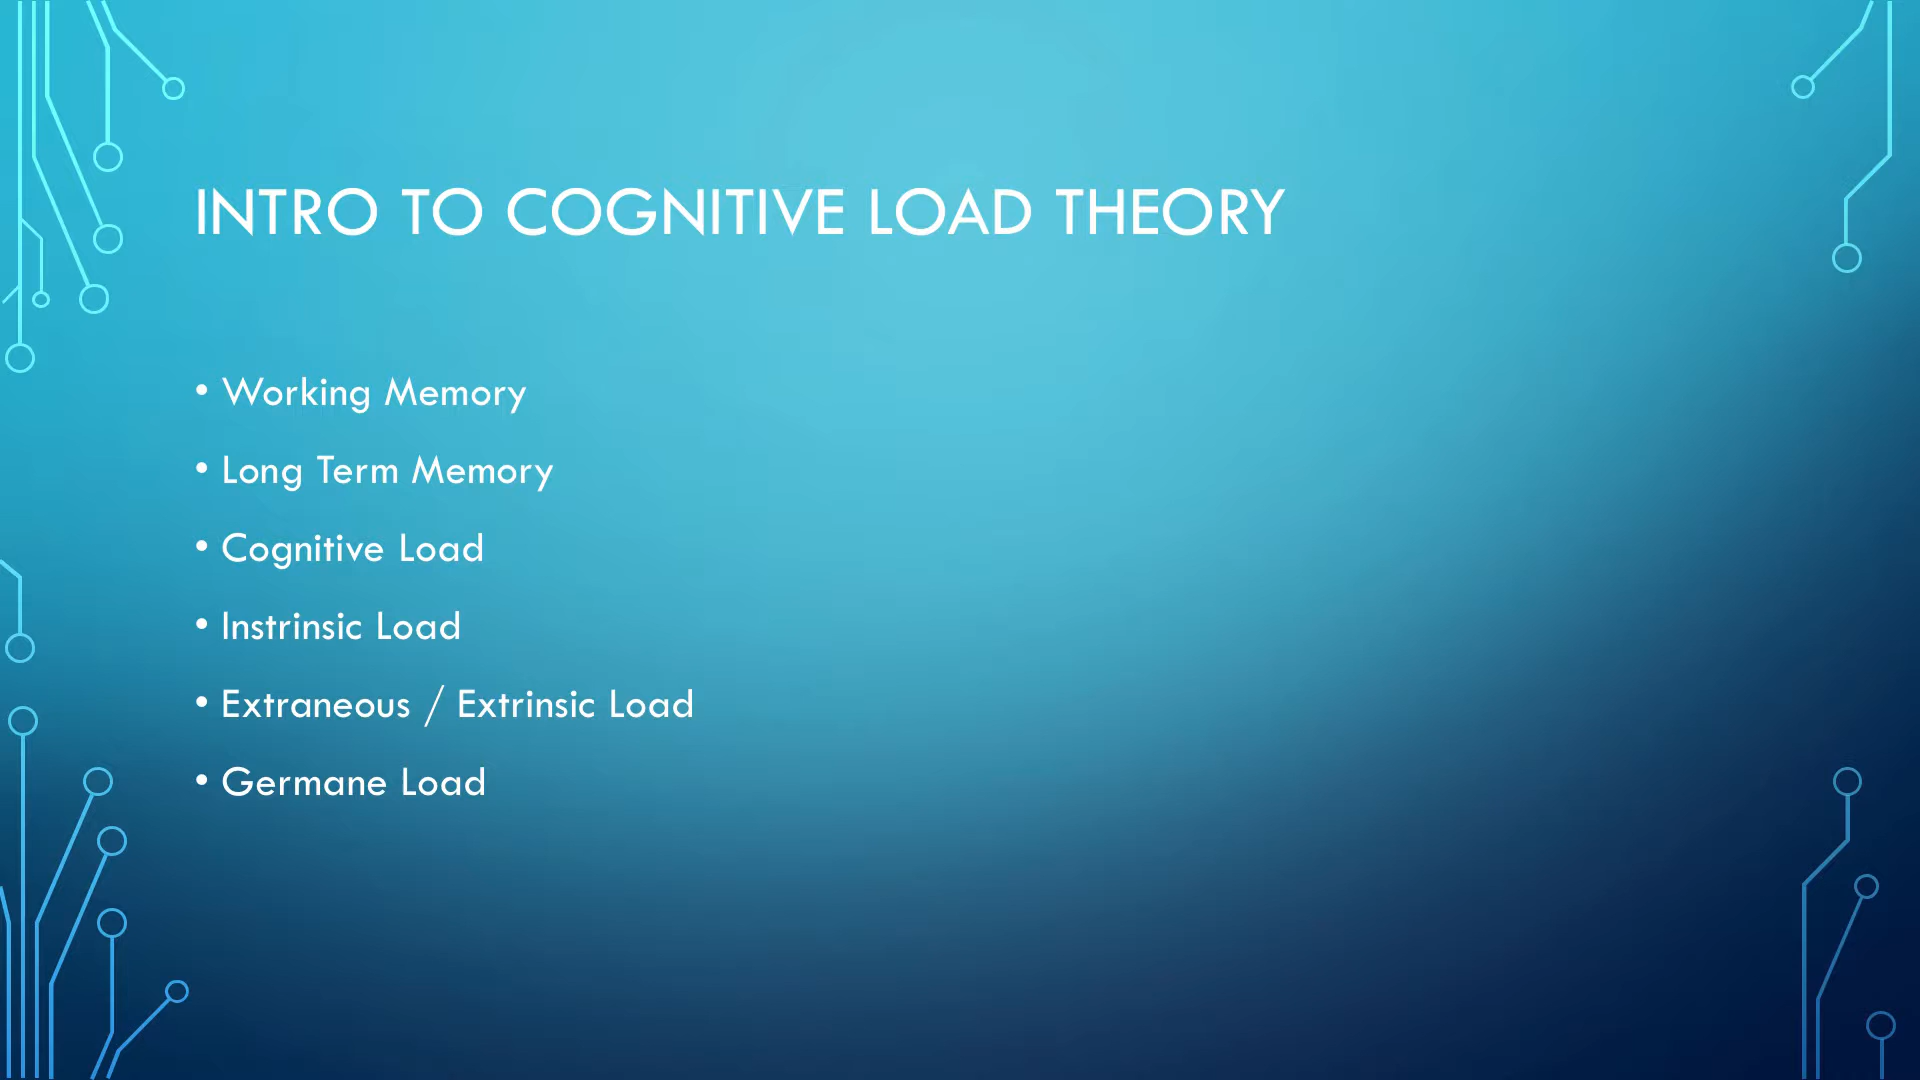 INTRO TO COGNITIVE LOAD THEORY
• Working Memory
• Long Term Memory
• Cognitive Load
• Instrinsic Load
• Extraneous / Extrinsic Load
• Germane Load